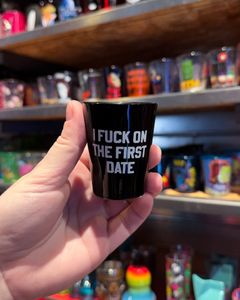 I FUCK ON
THE FIRST
DATE